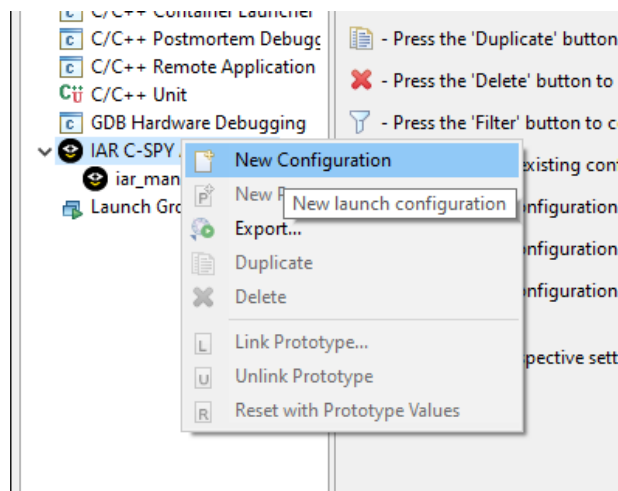 C/C++ Container Launcher
C/C++ Postmortem Debugg
C/C++ Remote Application
C/C++ Unit
GDB Hardware Debugging
IAR C-SPY
iar_man
Launch Gro
- Press the 'Duplicate' button
- Press the 'Delete' button to
- Press the 'Filter' button to c
xisting con
nfiguration
nfiguration
nfiguration
spective sett
New Configuration
New P
New launch configuration
Export...
Duplicate
Delete
Link Prototype...
Unlink Prototype
Reset with Prototype Values